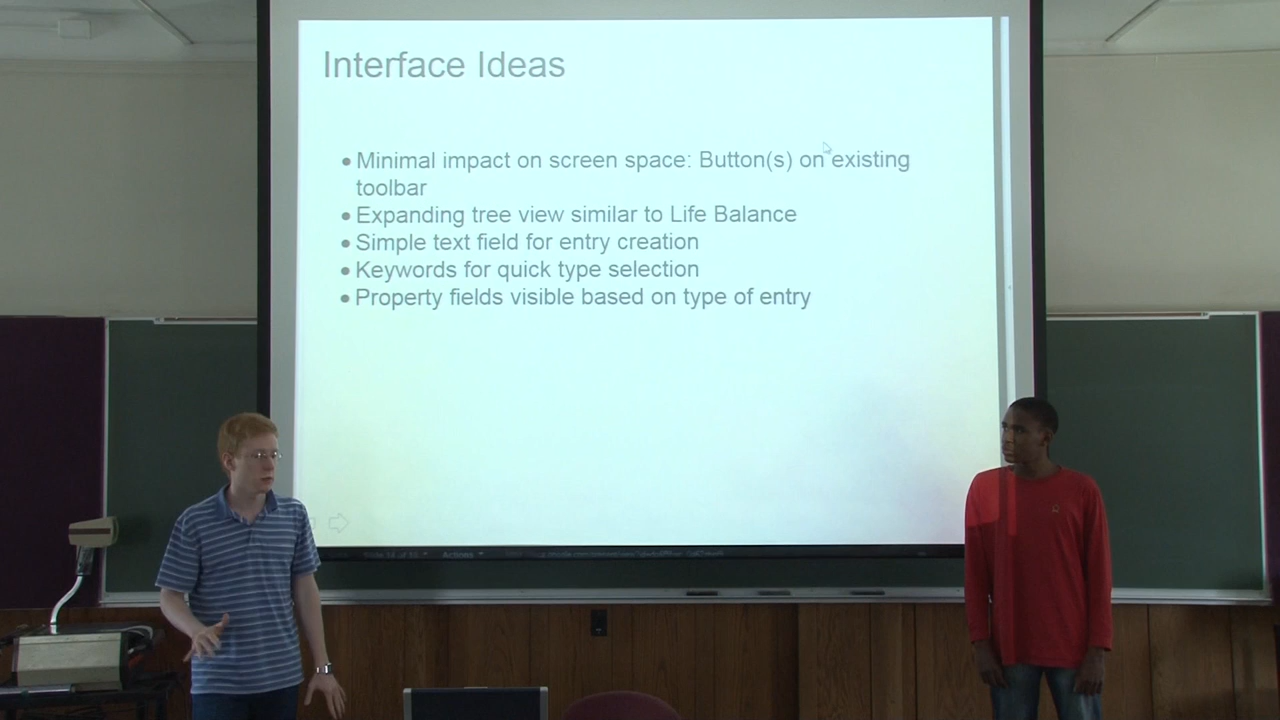 Interface Ideas
• Minimal impact on screen space: Button(s) on existing
toolbar
• Expanding tree view similar to Life Balance
• Simple text field for entry creation
• Keywords for quick type selection
• Property fields visible based on type of entry
Actions